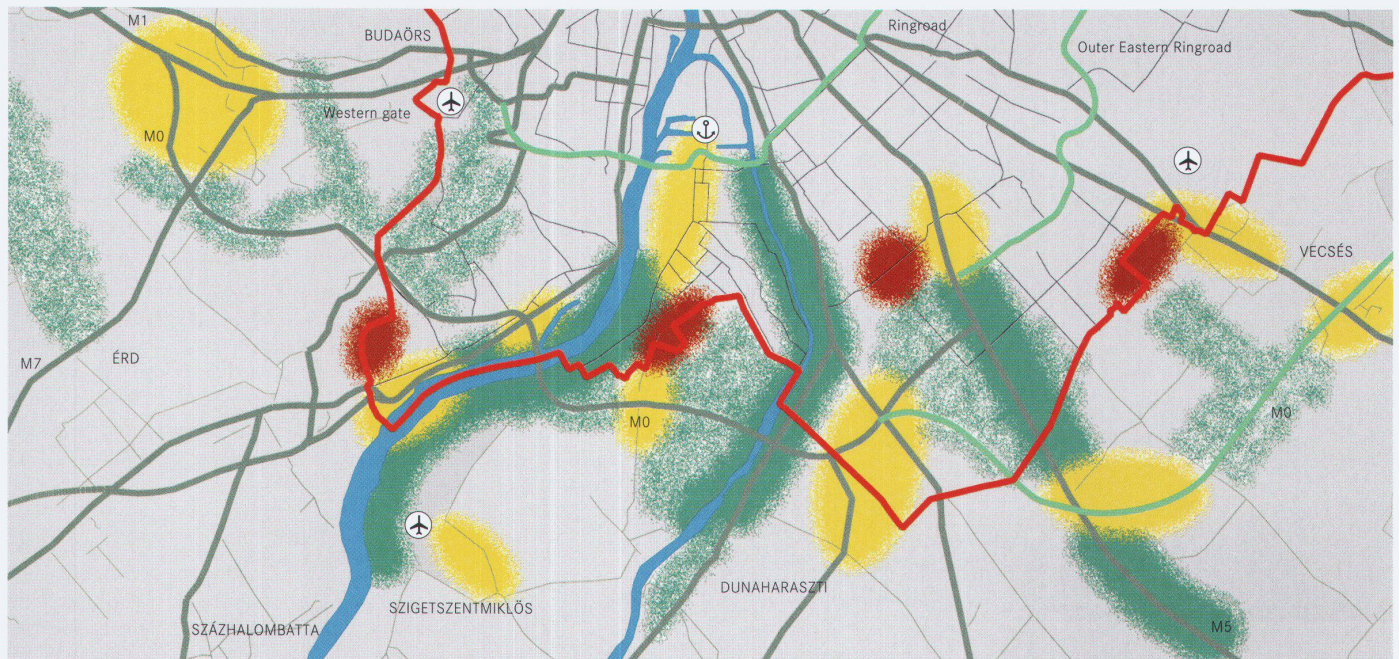 M1
BUDAÖRS
Ringroad
Outer Eastern Ringroad
Western gate
M0
VECSÉS
M7
ÉRD
M0
M0
DUNAHARASZTI
SZIGETSZENTMIKLÓS
SZÁZHALOMBATTA
M5